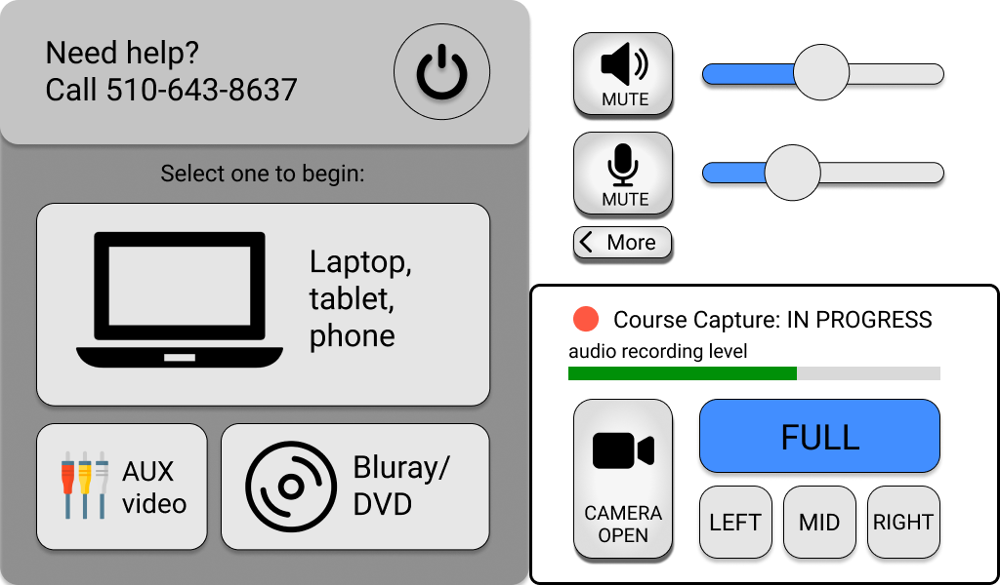 Need help?
Call 510-643-8637
Select one to begin:
Laptop,
tablet,
phone
AUX
video
Bluray/
DVD
MUTE
MUTE
More
Course Capture: IN PROGRESS
audio recording level
CAMERA
OPEN
FULL
LEFT
MID
RIGHT